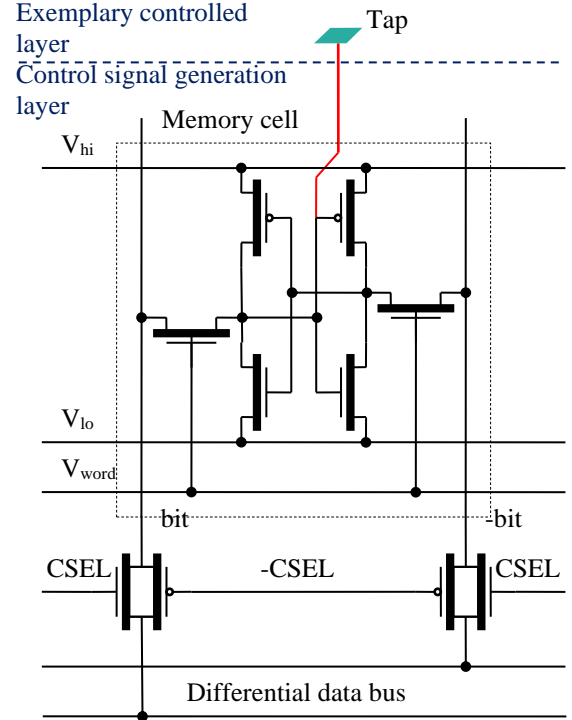 Exemplary controlled
layer
Tap
Control signal generation
layer
Memory cell
Vhi
Vlo
Vword
bit
-bit
CSEL
-CSEL
CSEL
Differential data bus